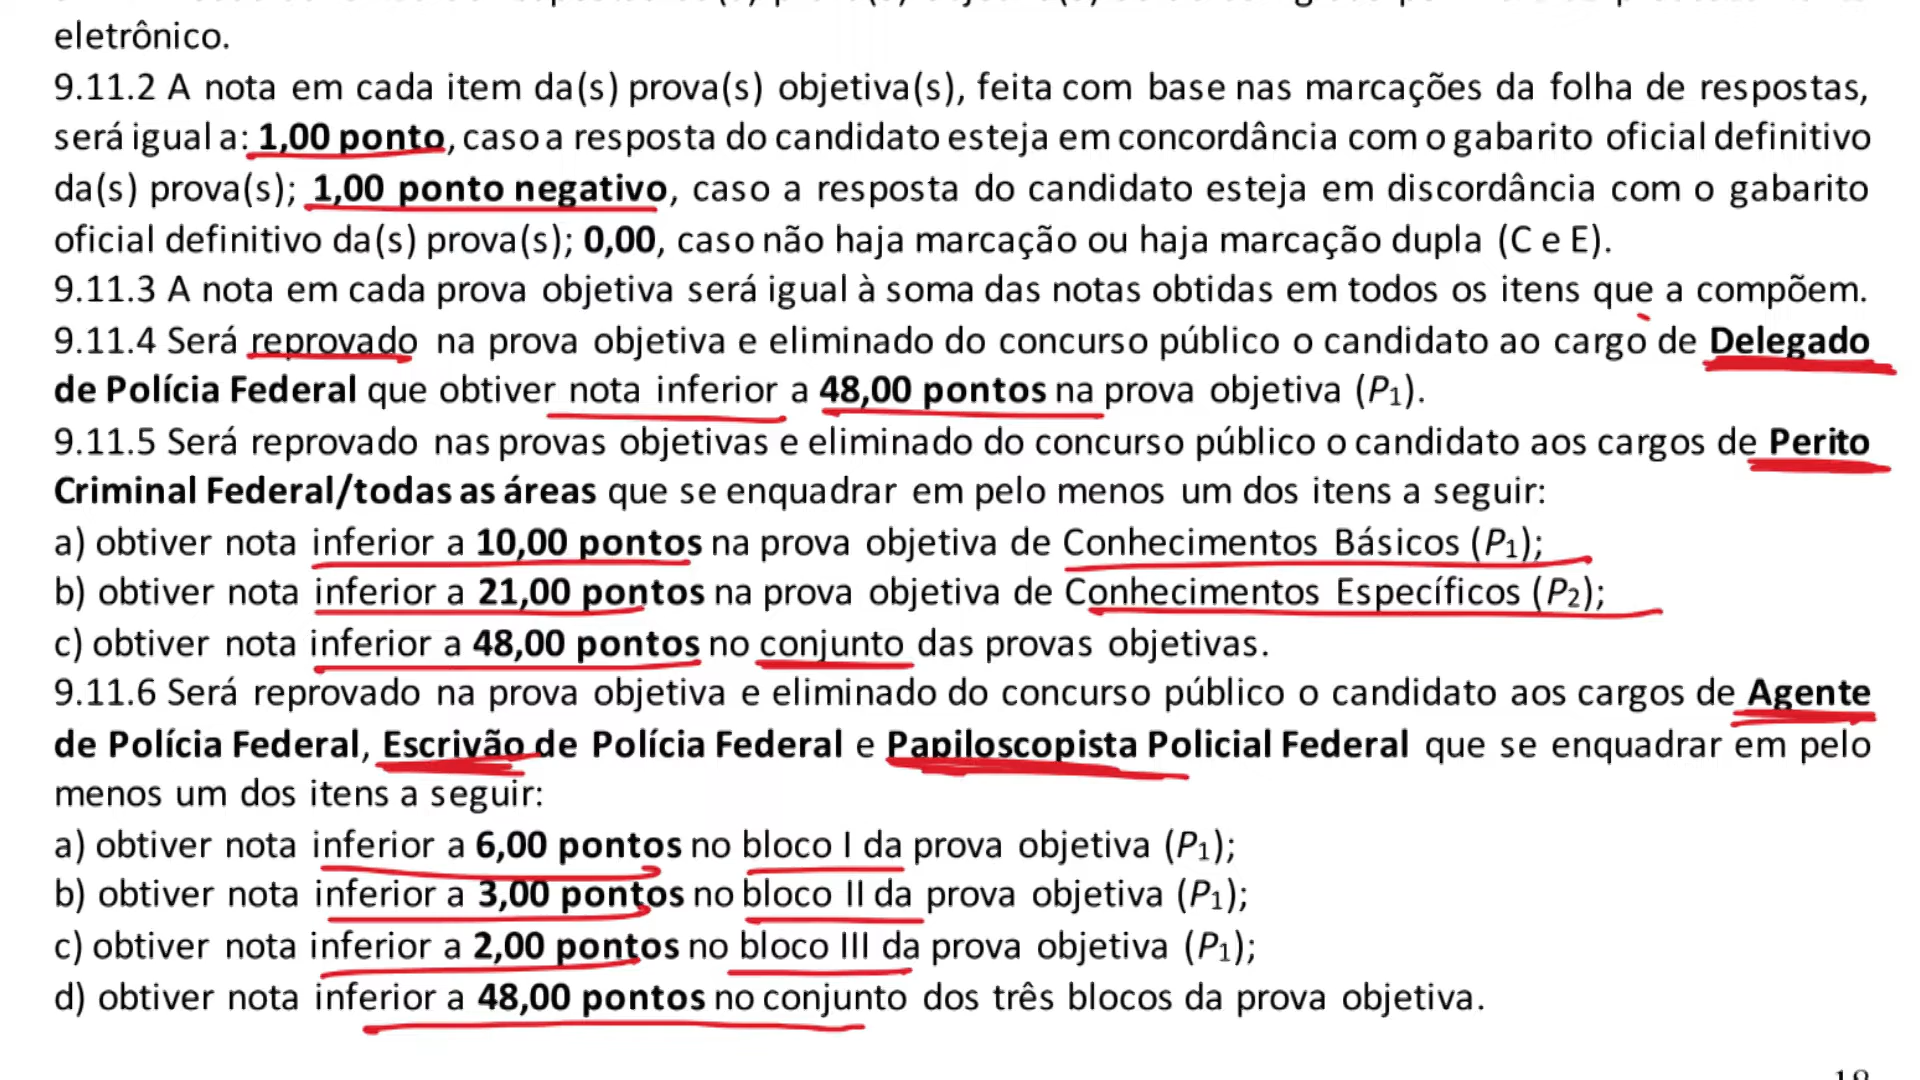 eletrônico.
9.11.2 A nota em cada item da(s) prova(s) objetiva(s), feita com base nas marcações da folha de respostas,
será igual a: 1,00 ponto, caso a resposta do candidato esteja em concordância com o gabarito oficial definitivo
da(s) prova(s); 1,00 ponto negativo, caso a resposta do candidato esteja em discordância com o gabarito
oficial definitivo da(s) prova(s); 0,00, caso não haja marcação ou haja marcação dupla (C e E).
9.11.3 A nota em cada prova objetiva será igual à soma das notas obtidas em todos os itens que a compõem.
9.11.4 Será reprovado na prova objetiva e eliminado do concurso público o candidato ao cargo de Delegado
de Polícia Federal que obtiver nota inferior a 48,00 pontos na prova objetiva (P1).
9.11.5 Será reprovado nas provas objetivas e eliminado do concurso público o candidato aos cargos de Perito
Criminal Federal/todas as áreas que se enquadrar em pelo menos um dos itens a seguir:
a) obtiver nota inferior a 10,00 pontos na prova objetiva de Conhecimentos Básicos (P1);
b) obtiver nota inferior a 21,00 pontos na prova objetiva de Conhecimentos Específicos (P2);
c) obtiver nota inferior a 48,00 pontos no conjunto das provas objetivas.
9.11.6 Será reprovado na prova objetiva e eliminado do concurso público o candidato aos cargos de Agente
de Polícia Federal, Escrivão de Polícia Federal e Papiloscopista Policial Federal que se enquadrar em pelo
menos um dos itens a seguir:
a) obtiver nota inferior a 6,00 pontos no bloco I da prova objetiva (P1);
b) obtiver nota inferior a 3,00 pontos no bloco II da prova objetiva (P1);
c) obtiver nota inferior a 2,00 pontos no bloco III da prova objetiva (P1);
d) obtiver nota inferior a 48,00 pontos no conjunto dos três blocos da prova objetiva.